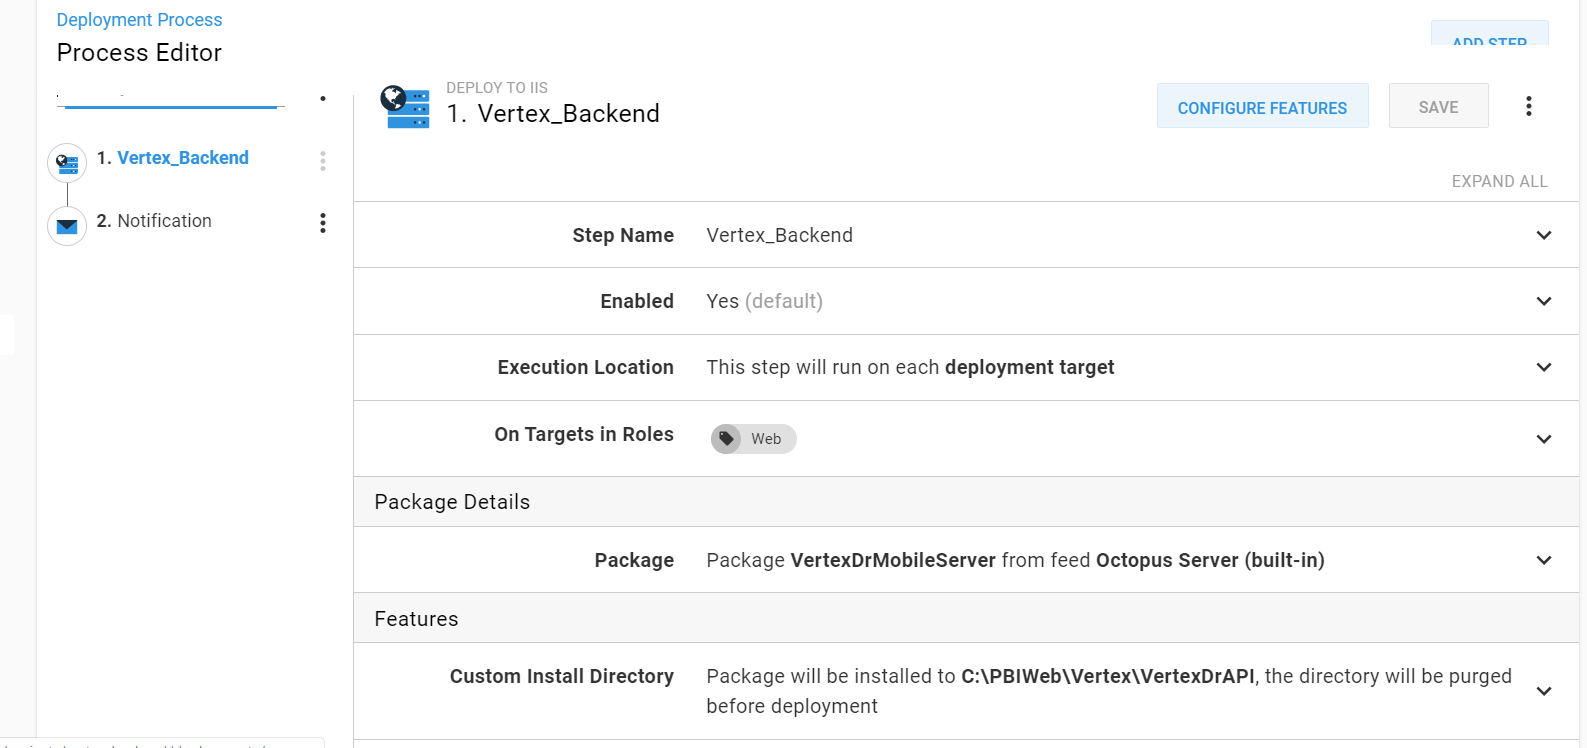 Deployment Process
Process Editor
ADD STEP
DEPLOY TO IIS
1. Vertex_Backend
CONFIGURE FEATURES
SAVE
1. Vertex_Backend
2. Notification
EXPAND ALL
Step Name Vertex_Backend
Enabled Yes (default)
Execution Location This step will run on each deployment target
On Targets in Roles Web
Package Details
Package Package VertexDrMobileServer from feed Octopus Server (built-in)
Features
Custom Install Directory Package will be installed to C:\PBIWeb\Vertex\VertexDrAPI, the directory will be purged
before deployment